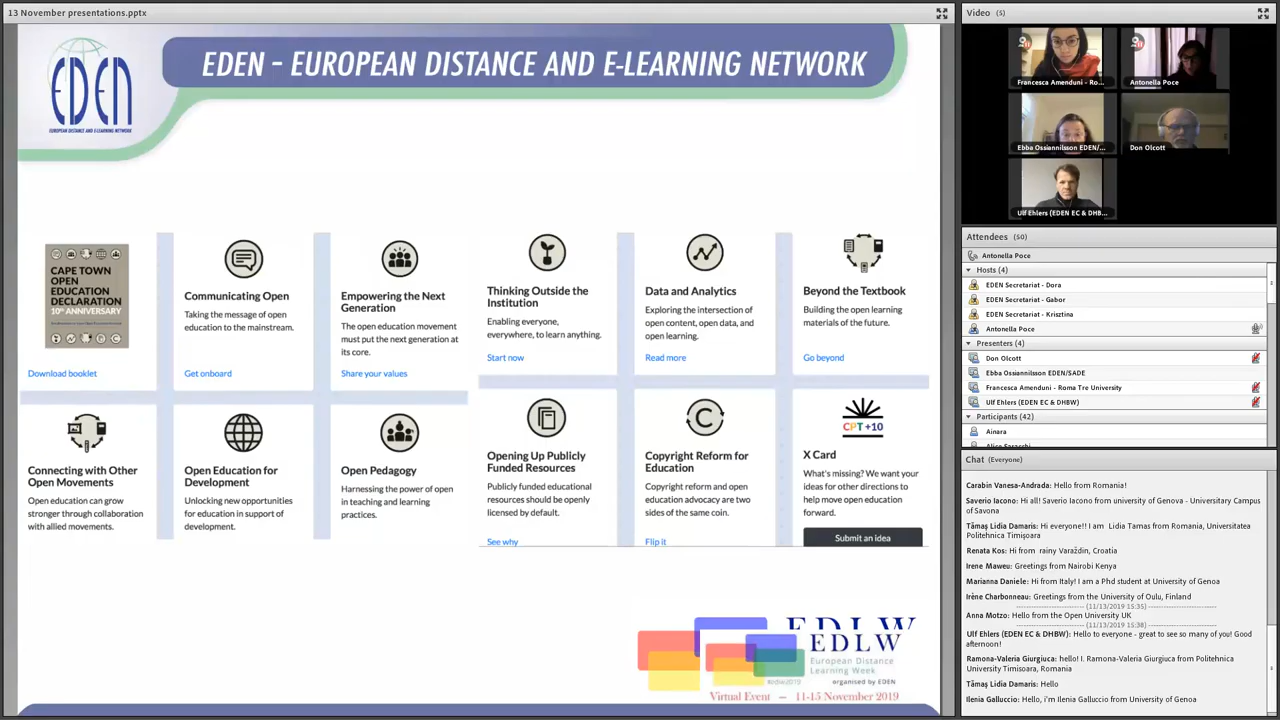 13 November presentations.pptx
EDEN
EUROPEAN DISTANCE AND E-LEARNING NETWORK
EDEN – EUROPEAN DISTANCE AND E-LEARNING NETWORK
CAPE TOWN
OPEN
EDUCATION
DECLARATION
10th ANNIVERSARY
Download booklet
Communicating Open
Taking the message of open
education to the mainstream.
Get onboard
Empowering the Next
Generation
The open education movement
must put the next generation at
its core.
Share your values
Thinking Outside the
Institution
Enabling everyone,
everywhere, to learn anything.
Start now
Data and Analytics
Exploring the intersection of
open content, open data, and
open learning.
Read more
Beyond the Textbook
Building the open learning
materials of the future.
Go beyond
Connecting with Other
Open Movements
Open education can grow
stronger through collaboration
with allied movements.
Open Education for
Development
Unlocking new opportunities
for education in support of
development.
Open Pedagogy
Harnessing the power of open
in teaching and learning
practices.
Opening Up Publicly
Funded Resources
Publicly funded educational
resources should be openly
licensed by default.
See why
Copyright Reform for
Education
Copyright reform and open
education advocacy are two
sides of the same coin.
Flip it
CPT +10
X Card
What's missing? We want your
ideas for other directions to
help move open education
forward.
Submit an idea
EDLW
EDLW
European Distance
Learning Week
#edlw2019
organised by EDEN
Virtual Event — 11-15 November 2019
Video (5)
Francesca Amenduni - Ro...
Antonella Poce
Ebba Ossiannilsson EDEN/...
Don Olcott
Ulf Ehlers (EDEN EC & DHB...
Attendees (50)
Antonella Poce
Hosts (4)
EDEN Secretariat - Dora
EDEN Secretariat - Gabor
EDEN Secretariat - Krisztina
Antonella Poce
Presenters (4)
Don Olcott
Ebba Ossiannilsson EDEN/SADE
Francesca Amenduni - Roma Tre University
Ulf Ehlers (EDEN EC & DHBW)
Participants (42)
Ainara
Chat (Everyone)
Carabin Vanesa-Andrada: Hello from Romania!
Saverio Iacono: Hi all! Saverio Iacono from university of Genova - Universitary Campus
of Savona
Tămaş Lidia Damaris: Hi everyone!! I am Lidia Tamas from Romania, Universitatea
Politehnica Timişoara
Renata Kos: Hi from rainy Varaždin, Croatia
Irene Maweu: Greetings from Nairobi Kenya
Marianna Daniele: Hi from Italy! I am a Phd student at University of Genoa
Irène Charbonneau: Greetings from the University of Oulu, Finland
(11/13/2019 15:35)
Anna Motzo: Hello from the Open University UK
(11/13/2019 15:38)
Ulf Ehlers (EDEN EC & DHBW): Hello to everyone - great to see so many of you! Good
afternoon!
Ramona-Valeria Giurgiuca: hello! I. Ramona-Valeria Giurgiuca from Politehnica
University Timisoara, Romania
Tămaş Lidia Damaris: Hello
Ilenia Galluccio: Hello, i'm Ilenia Galluccio from University of Genoa